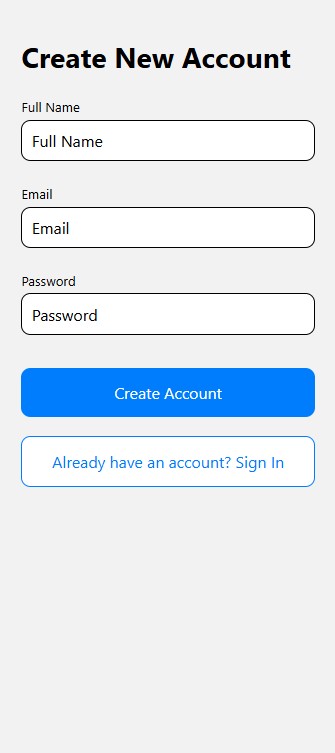 Create New Account
Full Name
Full Name
Email
Email
Password
Password
Create Account
Already have an account? Sign In